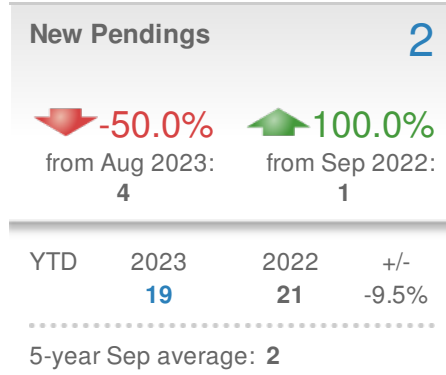 New Pendings 2
-50.0% 100.0%
from Aug 2023: from Sep 2022:
4 1
YTD 2023 2022 +/-
19 21 -9.5%
5-year Sep average: 2